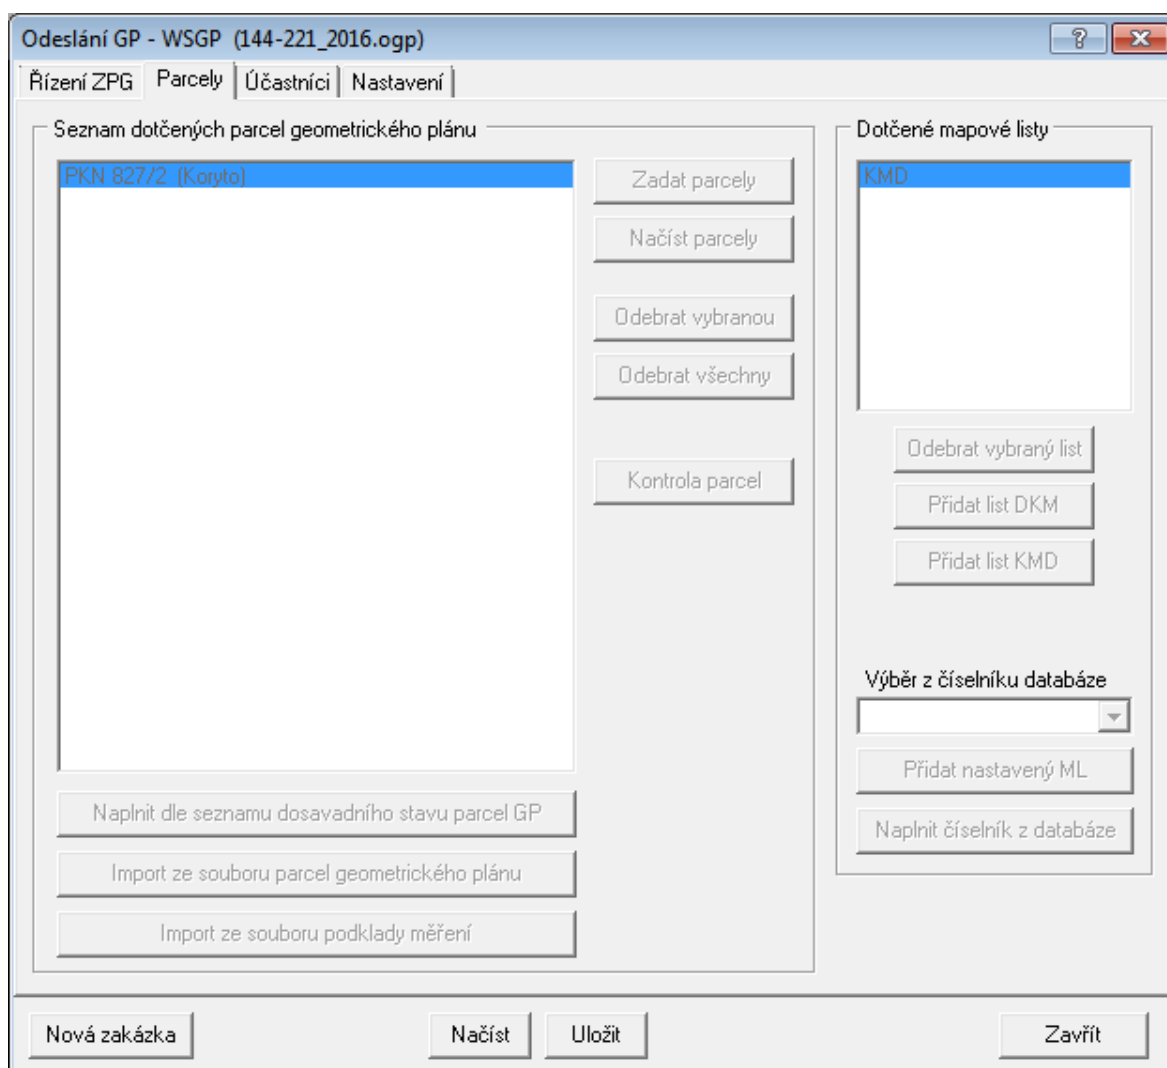 Odeslání GP - WSGP (144-221_2016.ogp)
Řízení ZPG Parcely Účastníci Nastavení
Seznam dotčených parcel geometrického plánu
PKN 827/2 (Koryto)
Zadat parcely
Načíst parcely
Odebrat vybranou
Odebrat všechny
Kontrola parcel
Naplnit dle seznamu dosavadního stavu parcel GP
Import ze souboru parcel geometrického plánu
Import ze souboru podklady měření
Dotčené mapové listy
KMD
Odebrat vybraný list
Přidat list DKM
Přidat list KMD
Výběr z číselníku databáze
Přidat nastavený ML
Naplnit číselník z databáze
Nová zakázka Načíst Uložit Zavřít